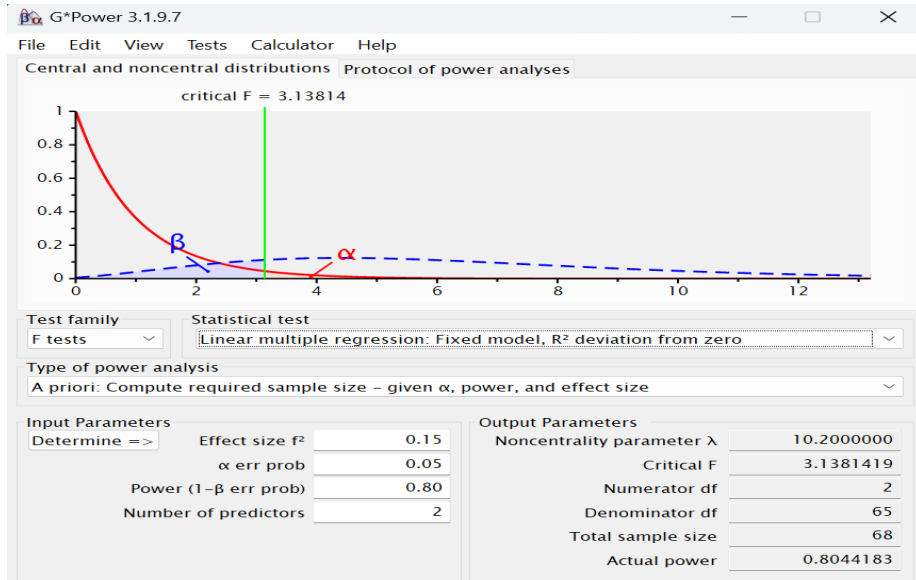 G*Power 3.1.9.7
File Edit View Tests Calculator Help
Central and noncentral distributions Protocol of power analyses
critical F = 3.13814
1
0.8
0.6
0.4
0.2
0
β
α
0 2 4 6 8 10 12
Test family
Statistical test
F tests
Linear multiple regression: Fixed model, R² deviation from zero
Type of power analysis
A priori: Compute required sample size – given α, power, and effect size
Input Parameters
Determine =>
Effect size f² 0.15
α err prob 0.05
Power (1-β err prob) 0.80
Number of predictors 2
Output Parameters
Noncentrality parameter λ 10.2000000
Critical F 3.1381419
Numerator df 2
Denominator df 65
Total sample size 68
Actual power 0.8044183